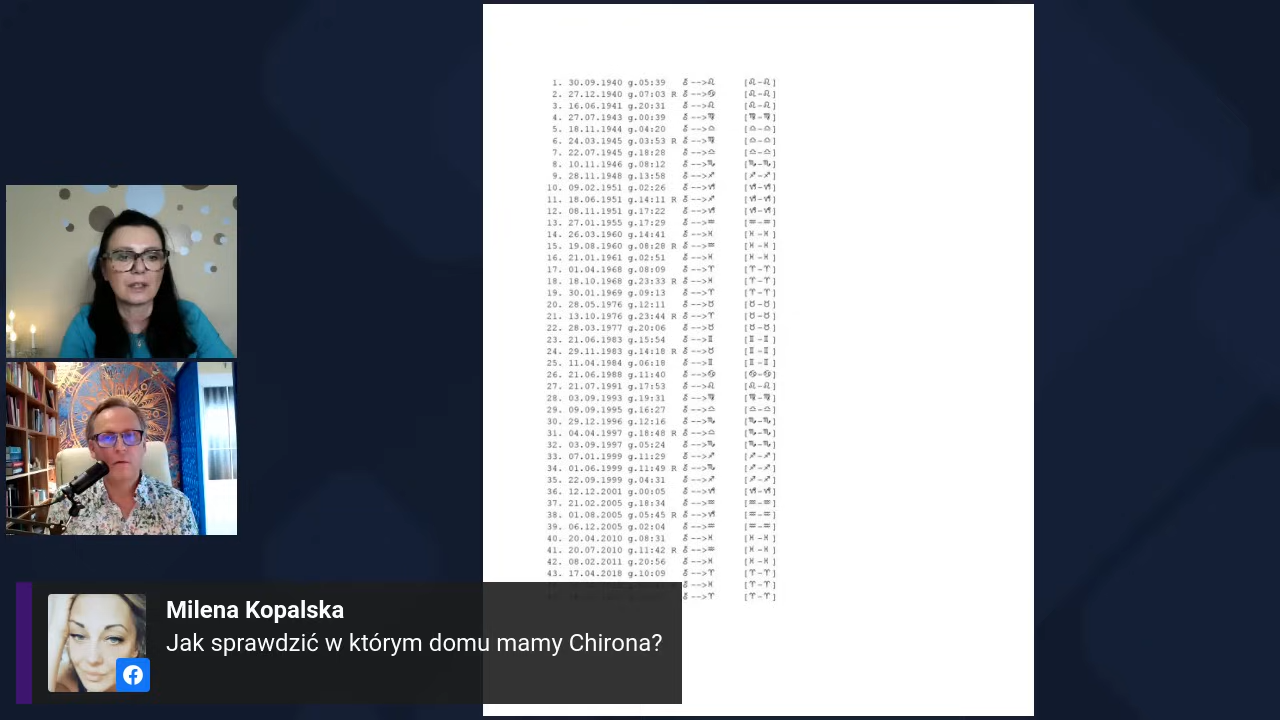 1. 30.09.1940 g.05:39 ⚷-->♌ [♌-♌]
2. 27.12.1940 g.07:03 R ⚷-->♋ [♌-♌]
3. 16.06.1941 g.20:31 ⚷-->♌ [♌-♌]
4. 27.07.1943 g.00:39 ⚷-->♍ [♍-♍]
5. 18.11.1944 g.04:20 ⚷-->♎ [♎-♎]
6. 24.03.1945 g.03:53 R ⚷-->♍ [♎-♎]
7. 22.07.1945 g.18:28 ⚷-->♎ [♎-♎]
8. 10.11.1946 g.08:12 ⚷-->♏ [♏-♏]
9. 28.11.1948 g.13:58 ⚷-->♐ [♐-♐]
10. 09.02.1951 g.02:26 ⚷-->♑ [♑-♑]
11. 18.06.1951 g.14:11 R ⚷-->♐ [♑-♑]
12. 08.11.1951 g.17:22 ⚷-->♑ [♑-♑]
13. 27.01.1955 g.17:29 ⚷-->♒ [♒-♒]
14. 26.03.1960 g.14:41 ⚷-->♓ [♓-♓]
15. 19.08.1960 g.08:28 R ⚷-->♒ [♓-♓]
16. 21.01.1961 g.02:51 ⚷-->♓ [♓-♓]
17. 01.04.1968 g.08:09 ⚷-->♈ [♈-♈]
18. 18.10.1968 g.23:33 R ⚷-->♓ [♈-♈]
19. 30.01.1969 g.09:13 ⚷-->♈ [♈-♈]
20. 28.05.1976 g.12:11 ⚷-->♉ [♉-♉]
21. 13.10.1976 g.23:44 R ⚷-->♈ [♉-♉]
22. 28.03.1977 g.20:06 ⚷-->♉ [♉-♉]
23. 21.06.1983 g.15:54 ⚷-->♊ [♊-♊]
24. 29.11.1983 g.14:18 R ⚷-->♉ [♊-♊]
25. 11.04.1984 g.06:18 ⚷-->♊ [♊-♊]
26. 21.06.1988 g.11:40 ⚷-->♋ [♋-♋]
27. 21.07.1991 g.17:53 ⚷-->♌ [♌-♌]
28. 03.09.1993 g.19:31 ⚷-->♍ [♍-♍]
29. 09.09.1995 g.16:27 ⚷-->♎ [♎-♎]
30. 29.12.1996 g.12:16 ⚷-->♏ [♏-♏]
31. 04.04.1997 g.18:48 R ⚷-->♎ [♏-♏]
32. 03.09.1997 g.05:24 ⚷-->♏ [♏-♏]
33. 07.01.1999 g.11:29 ⚷-->♐ [♐-♐]
34. 01.06.1999 g.11:49 R ⚷-->♏ [♐-♐]
35. 22.09.1999 g.04:31 ⚷-->♐ [♐-♐]
36. 12.12.2001 g.00:05 ⚷-->♑ [♑-♑]
37. 21.02.2005 g.18:34 ⚷-->♒ [♒-♒]
38. 01.08.2005 g.05:45 R ⚷-->♑ [♒-♒]
39. 06.12.2005 g.02:04 ⚷-->♒ [♒-♒]
40. 20.04.2010 g.08:31 ⚷-->♓ [♓-♓]
41. 20.07.2010 g.11:42 R ⚷-->♒ [♓-♓]
42. 08.02.2011 g.20:56 ⚷-->♓ [♓-♓]
43. 17.04.2018 g.10:09 ⚷-->♈ [♈-♈]
⚷-->♓ [♈-♈]
⚷-->♈ [♈-♈]
Milena Kopalska
Jak sprawdzić w którym domu mamy Chirona?